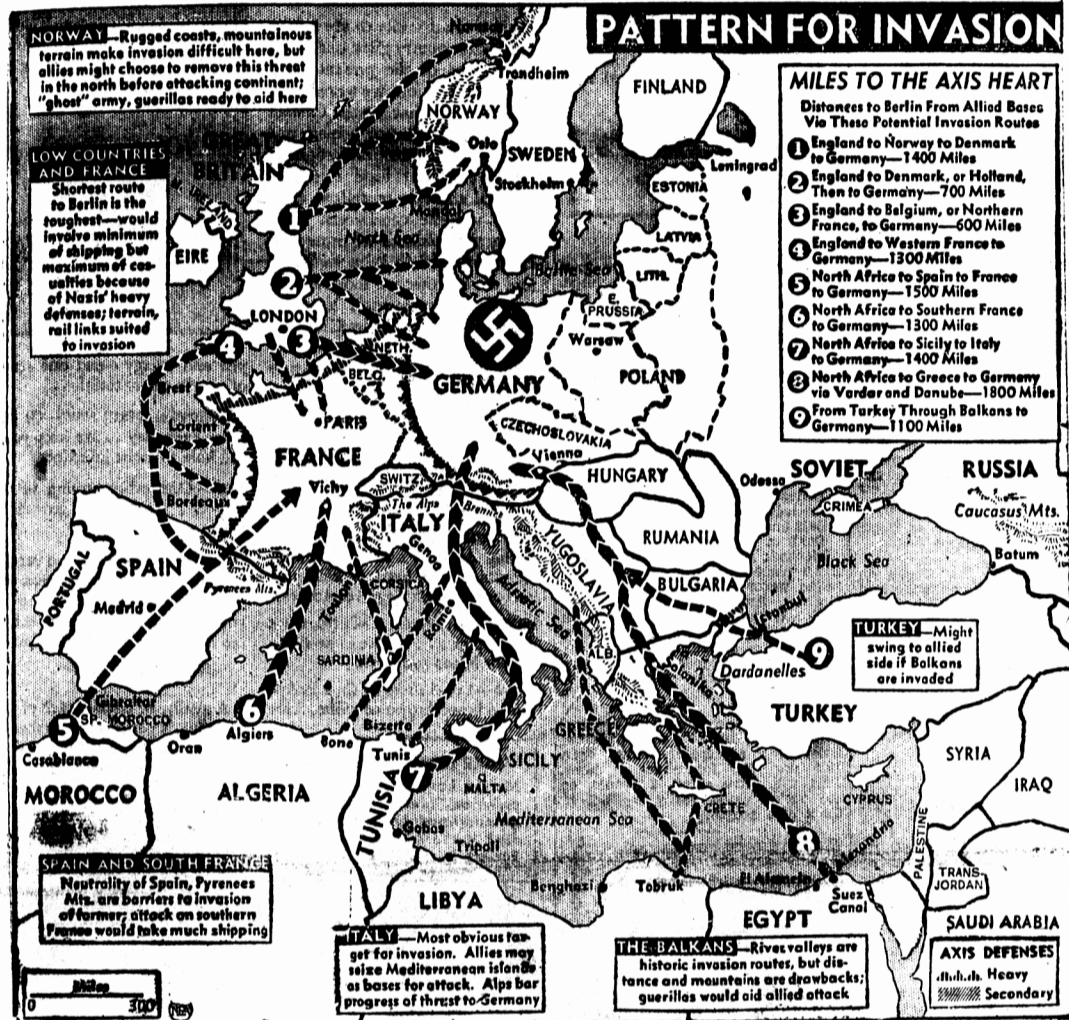 PATTERN FOR INVASION
NORWAY—Rugged coasts, mountainous
terrain make invasion difficult here, but
allies might choose to remove this threat
in the north before attacking continent;
"ghost" army, guerillas ready to aid here
LOW COUNTRIES
AND FRANCE
Shortest route
to Berlin is the
toughest—would
involve minimum
of shipping but
maximum of cas-
ualties because
of Nazis' heavy
defenses; terrain,
rail links suited
to invasion
MILES TO THE AXIS HEART
Distances to Berlin From Allied Bases
Via These Potential Invasion Routes
1 England to Norway to Denmark
to Germany—1400 Miles
2 England to Denmark, or Holland,
Then to Germany—700 Miles
3 England to Belgium, or Northern
France, to Germany—600 Miles
4 England to Western France to
Germany—1300 Miles
5 North Africa to Spain to France
to Germany—1500 Miles
6 North Africa to Southern France
to Germany—1300 Miles
7 North Africa to Sicily to Italy
to Germany—1400 Miles
8 North Africa to Greece to Germany
via Vardar and Danube—1800 Miles
9 From Turkey Through Balkans to
Germany—1100 Miles
Trondheim
FINLAND
NORWAY
Oslo
SWEDEN
Stockholm
Leningrad
ESTONIA
LATVIA
LITH.
E.
PRUSSIA
BRITAIN
N. IRELAND
EIRE
1
North Sea
Baltic Sea
2
LONDON
4
3
NETH.
BELG.
GERMANY
Warsaw
POLAND
Brest
Lorient
Bordeaux
PARIS
FRANCE
Vichy
CZECHOSLOVAKIA
Vienna
SWITZ.
The Alps
Brenner
HUNGARY
RUMANIA
SOVIET RUSSIA
Odessa
CRIMEA
Caucasus Mts.
Batum
Black Sea
ITALY
Genoa
YUGOSLAVIA
BULGARIA
Istanbul
PORTUGAL
SPAIN
Madrid
Pyrenees Mts.
Toulon
CORSICA
Rome
Adriatic
Sea
ALB.
Salonika
Dardanelles
9
TURKEY—Might
swing to allied
side if Balkans
are invaded
TURKEY
SARDINIA
Gibraltar
SP. MOROCCO
5
6
Casablanca
Oran
Algiers
Bone
Bizerte
Tunis
7
SICILY
MALTA
GREECE
CRETE
CYPRUS
SYRIA
IRAQ
MOROCCO
ALGERIA
TUNISIA
Gabes
Tripoli
Mediterranean Sea
8
Alexandria
PALESTINE
TRANS
JORDAN
LIBYA
Benghazi
Tobruk
El Alamein
Suez
Canal
EGYPT
SAUDI ARABIA
SPAIN AND SOUTH FRANCE
Neutrality of Spain, Pyrenees
Mts. are barriers to invasion
of former; attack on southern
France would take much shipping
ITALY—Most obvious tar-
get for invasion. Allies may
seize Mediterranean islands
as bases for attack. Alps bar
progress of thrust to Germany
THE BALKANS—River valleys are
historic invasion routes, but dis-
tance and mountains are drawbacks;
guerillas would aid allied attack
AXIS DEFENSES
Heavy
Secondary
Miles
0 300